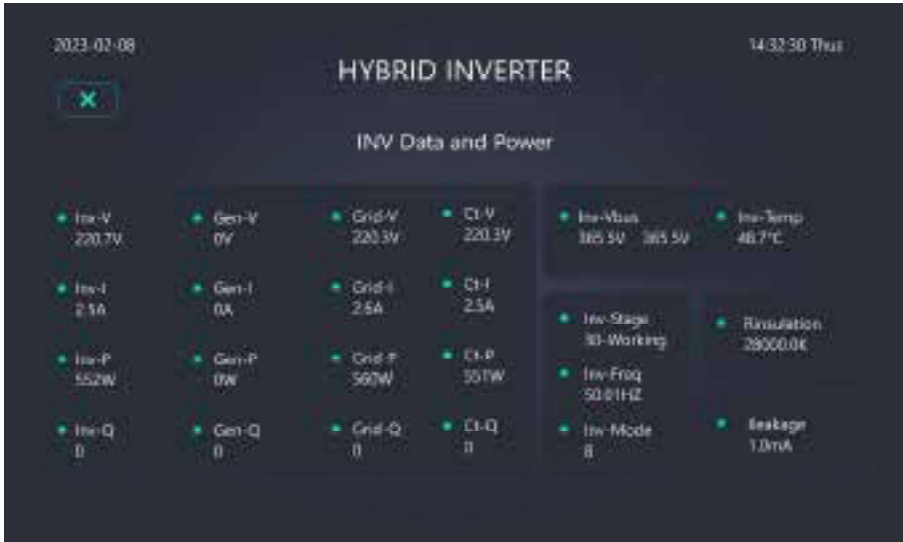 2023-02-08
14:32:30 Thus
HYBRID INVERTER
INV Data and Power
Inv-V
220.7V
Gen-V
0V
Grid-V
220.3V
Ct-V
220.3V
Inv-Vbus
365.5V 365.5V
Inv-Temp
48.7°C
Inv-I
2.5A
Gen-I
0A
Grid-I
2.6A
Ct-I
2.5A
Inv-Stage
30-Working
Rinsulation
28000.0K
Inv-P
552W
Gen-P
0W
Grid-P
560W
Ct-P
551W
Inv-Freq
50.01HZ
Inv-Q
0
Gen-Q
0
Grid-Q
0
Ct-Q
0
Inv-Mode
Ileakage
1.0mA